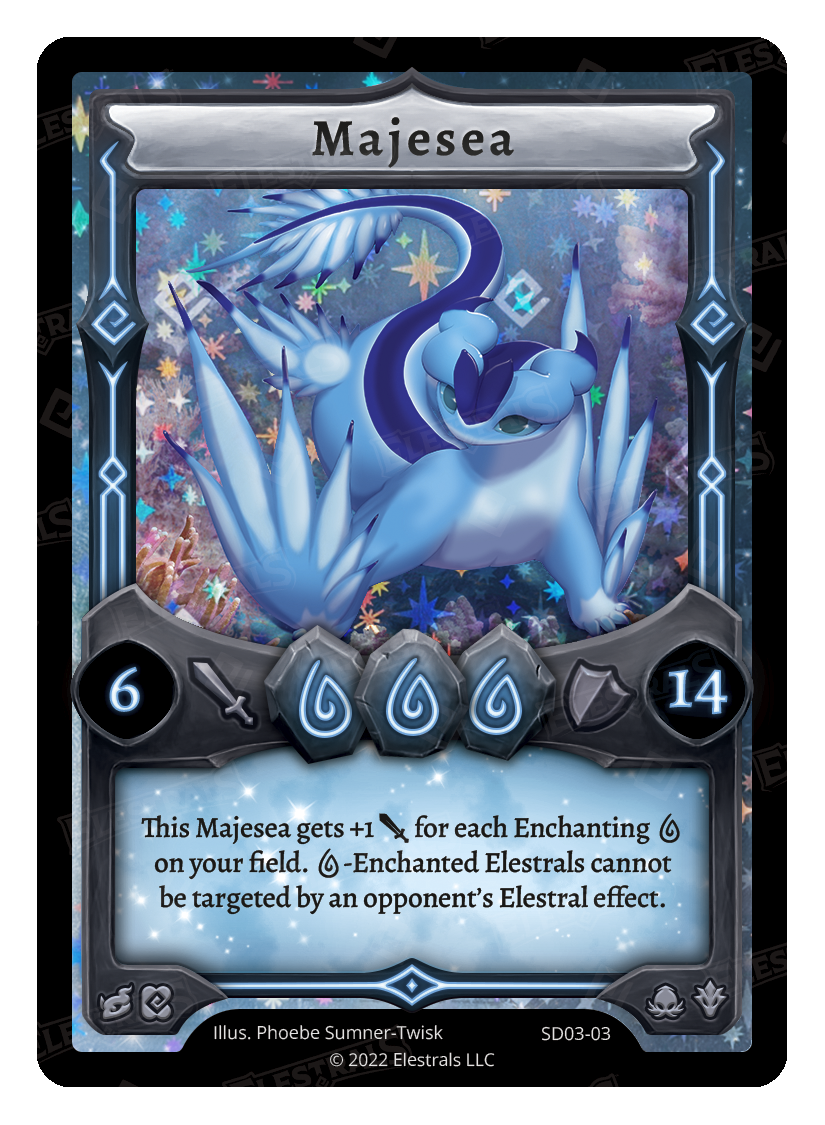 Majesea
6
14
This Majesea gets +1 for each Enchanting
on your field. -Enchanted Elestrals cannot
be targeted by an opponent's Elestral effect.
Illus. Phoebe Sumner-Twisk
SD03-03
© 2022 Elestrals LLC
ELESTRALS